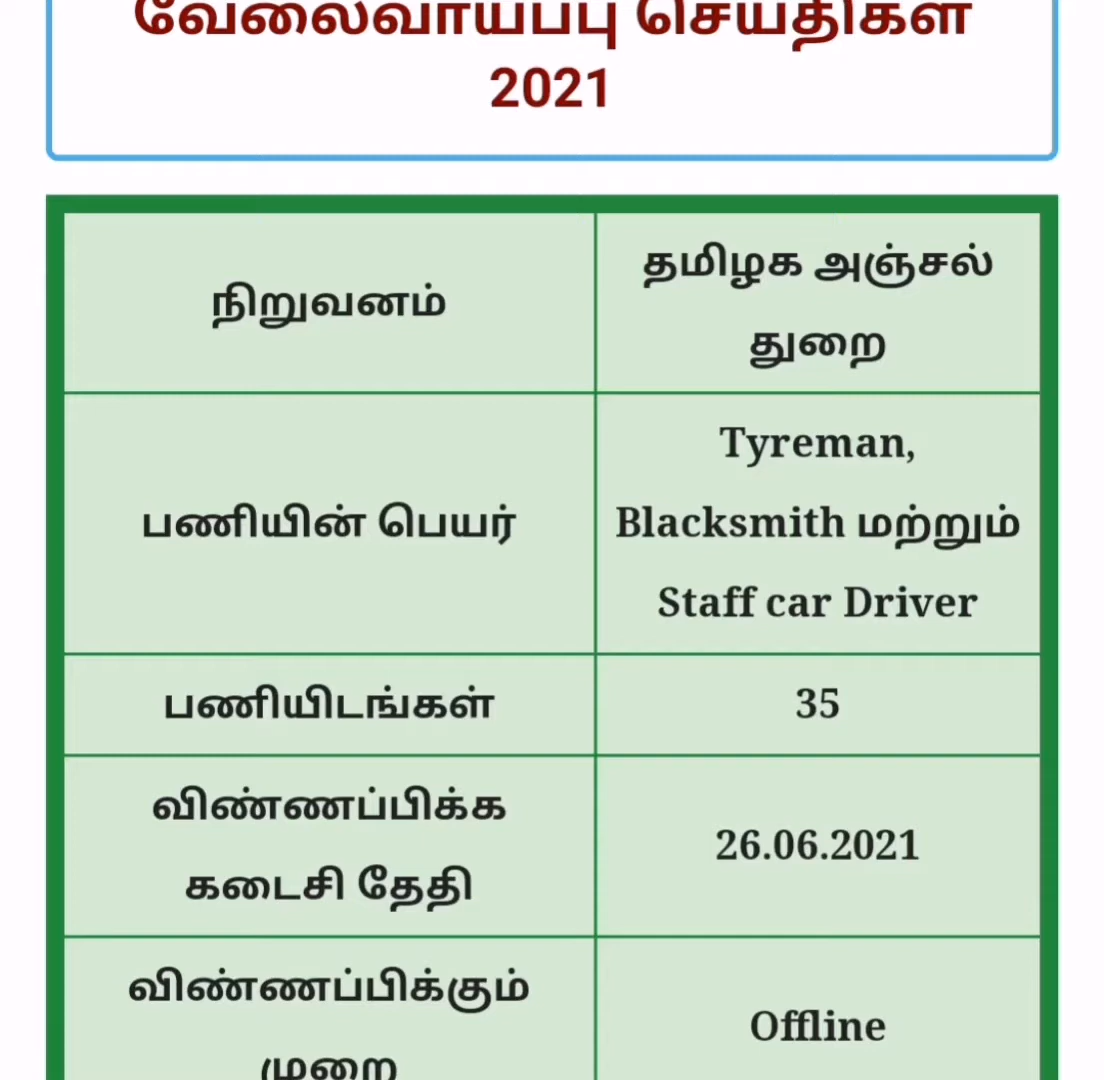 வேலைவாய்ப்பு செய்திகள்
2021
நிறுவனம்
தமிழக அஞ்சல்
துறை
பணியின் பெயர்
Tyreman,
Blacksmith மற்றும்
Staff car Driver
பணியிடங்கள்
35
விண்ணப்பிக்க
கடைசி தேதி
26.06.2021
விண்ணப்பிக்கும்
முறை
Offline